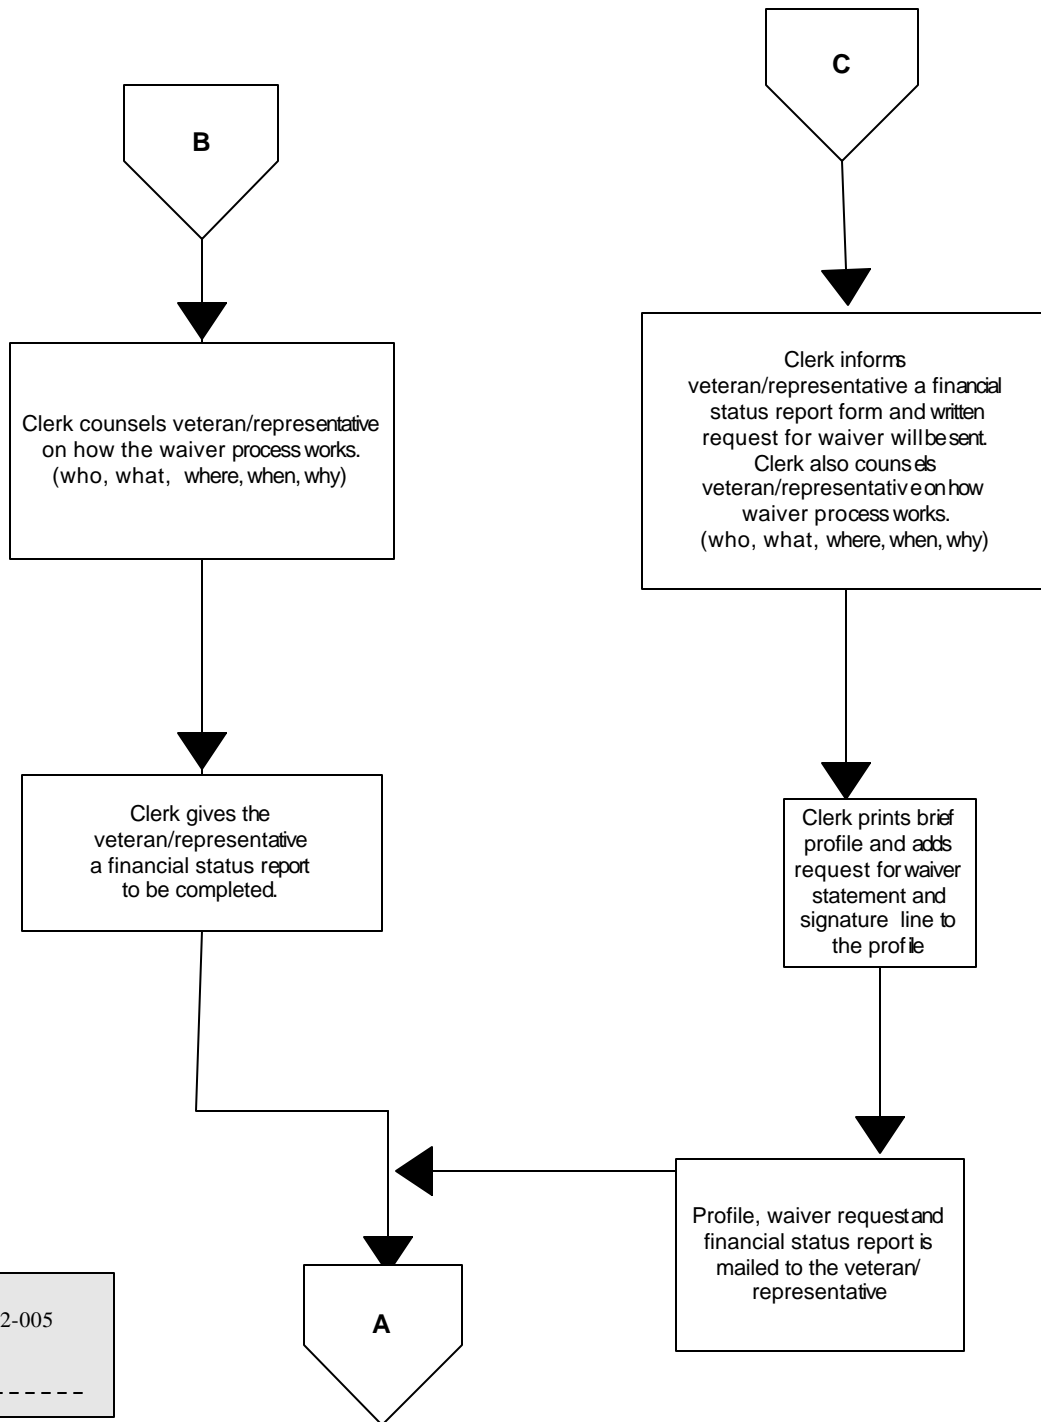 B
Clerk counsels veteran/representative
on how the waiver process works.
(who, what, where, when, why)
Clerk gives the
veteran/representative
a financial status report
to be completed.
C
Clerk informs
veteran/representative a financial
status report form and written
request for waiver will be sent.
Clerk also counsels
veteran/representative on how
waiver process works.
(who, what, where, when, why)
Clerk prints brief
profile and adds
request for waiver
statement and
signature line to
the profile
Profile, waiver request and
financial status report is
mailed to the veteran/
representative
A
2-005